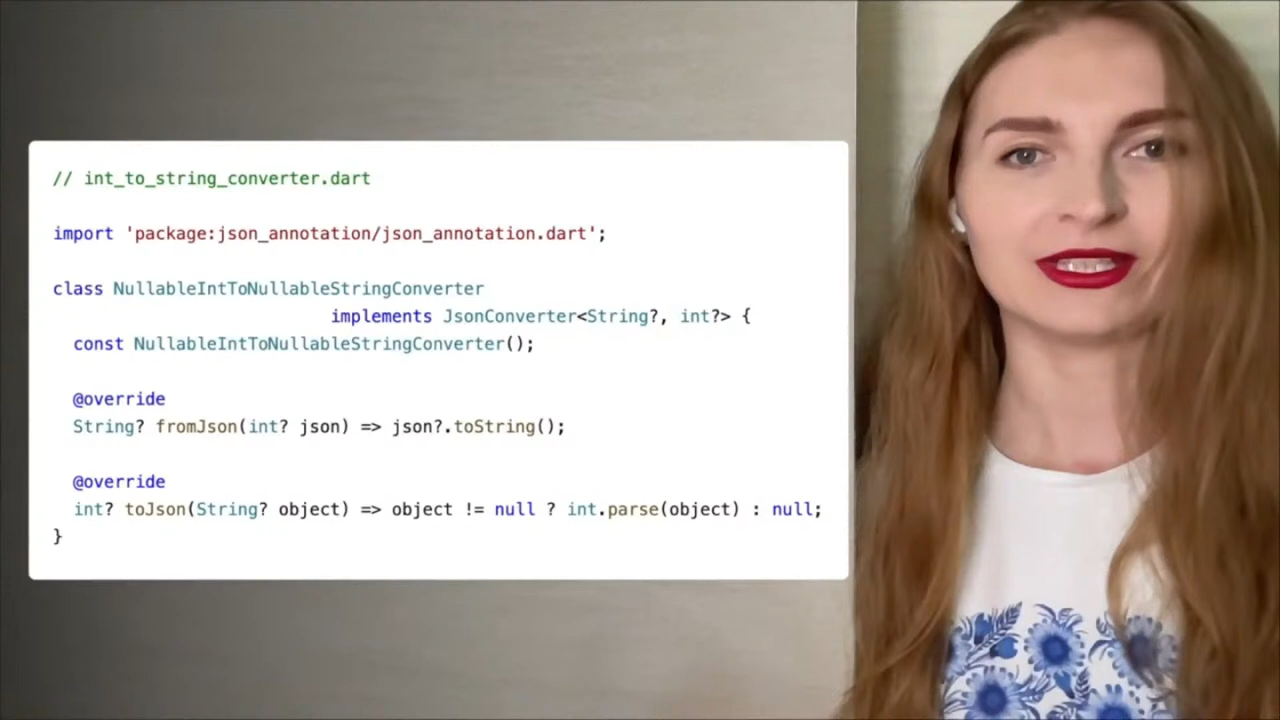 // int_to_string_converter.dart
import 'package:json_annotation/json_annotation.dart';
class NullableIntToNullableStringConverter
implements JsonConverter<String?, int?> {
const NullableIntToNullableStringConverter();
@override
String? fromJson(int? json) => json?.toString();
@override
int? toJson(String? object) => object != null ? int.parse(object) : null;
}